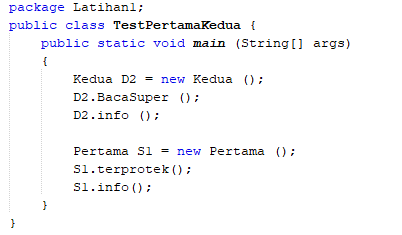 package Latihan1;
public class TestPertamaKedua {
    public static void main (String[] args)
    {
        Kedua D2 = new Kedua ();
        D2.BacaSuper ();
        D2.info ();

        Pertama S1 = new Pertama ();
        S1.terprotek();
        S1.info();
    }
}